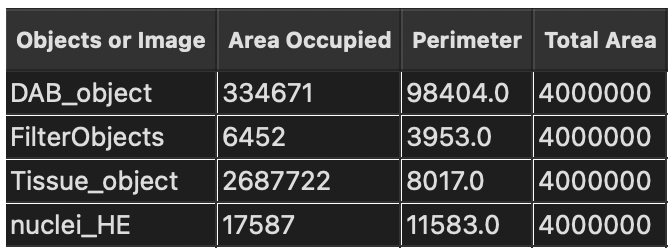 Objects or Image Area Occupied Perimeter Total Area
DAB_object 334671 98404.0 4000000
FilterObjects 6452 3953.0 4000000
Tissue_object 2687722 8017.0 4000000
nuclei_HE 17587 11583.0 4000000